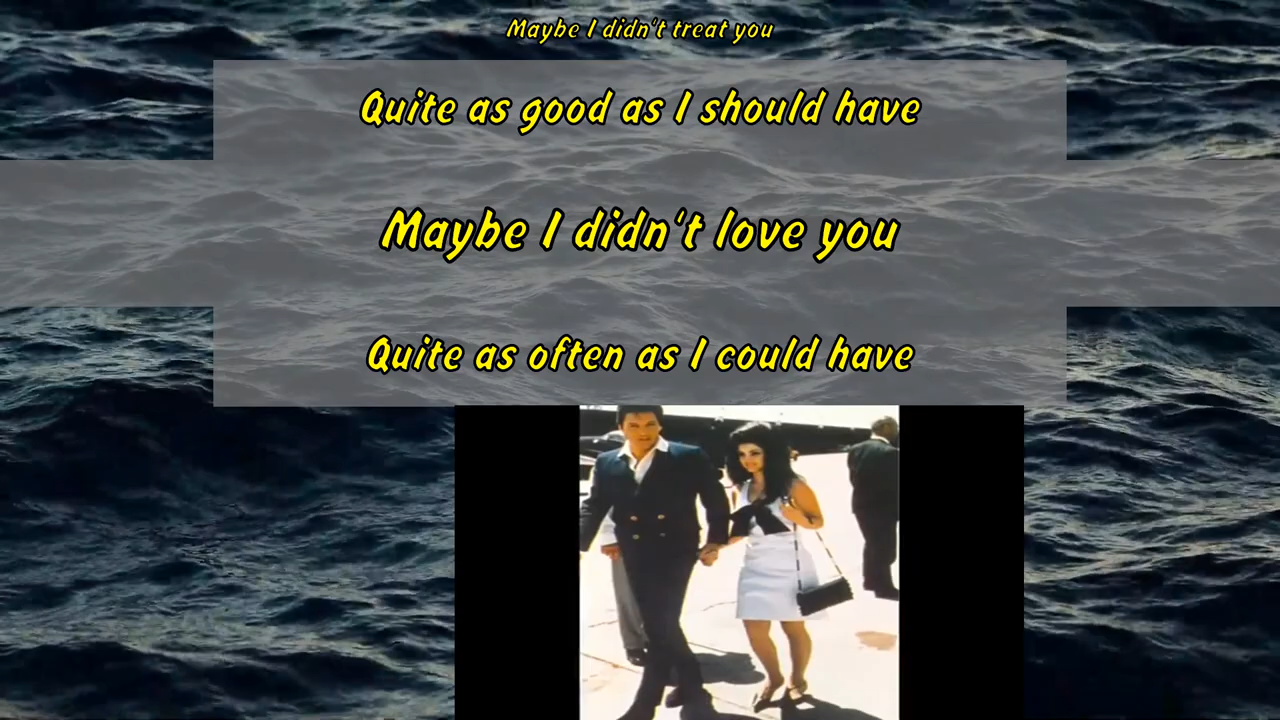 Maybe I didn't treat you
Quite as good as I should have
Maybe I didn't love you
Quite as often as I could have